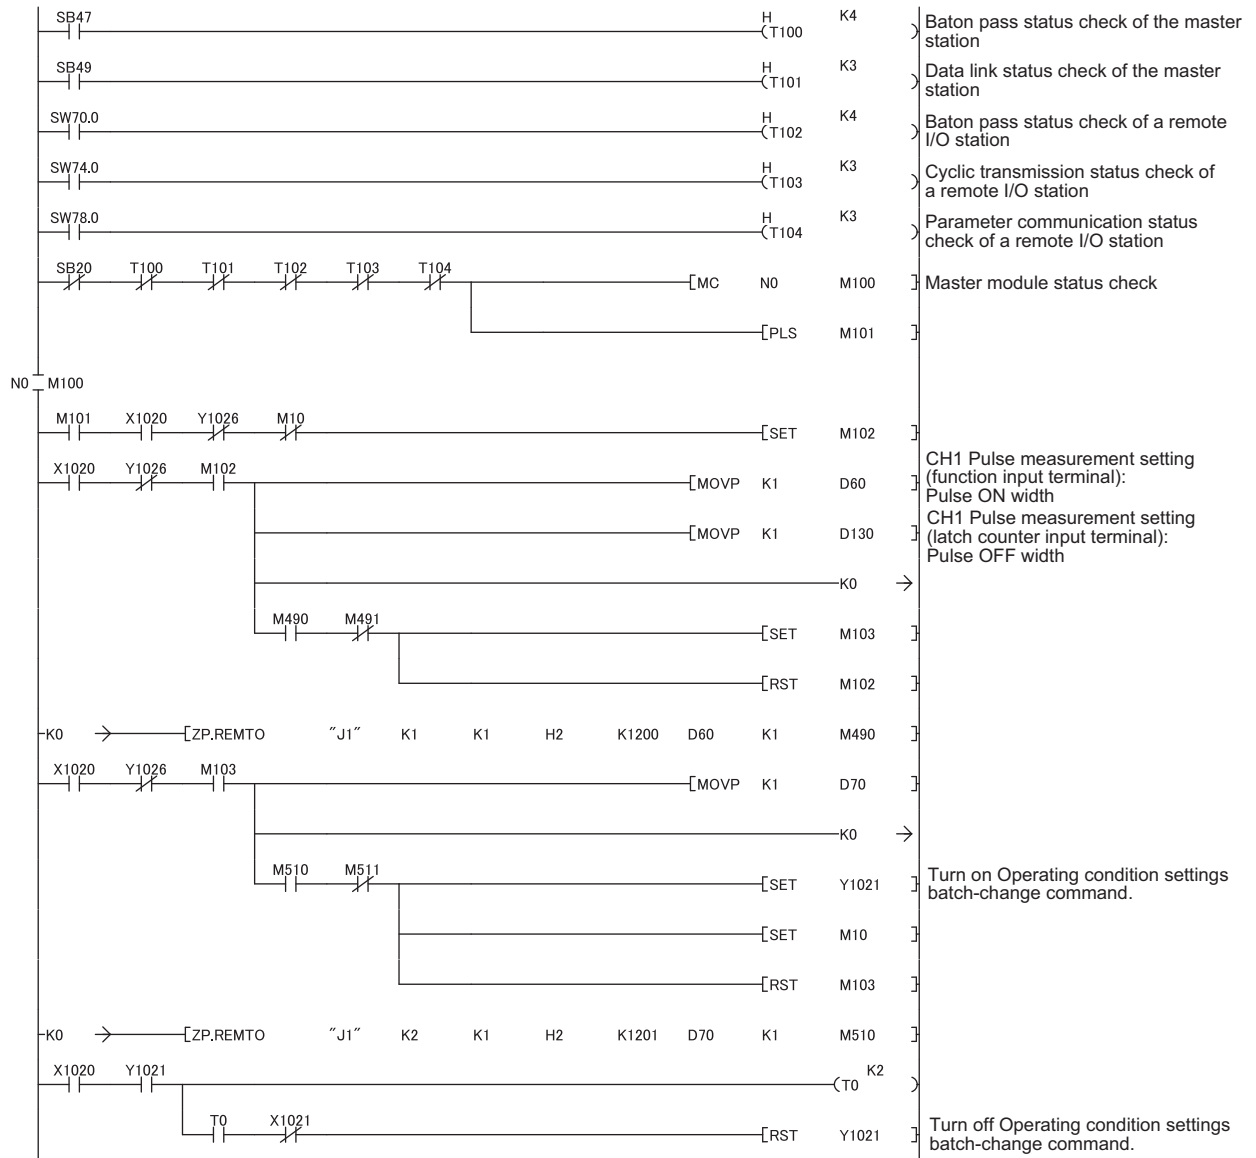 SB47 H K4
T100 Baton pass status check of the master
station
SB49 H K3
T101 Data link status check of the master
station
SW70.0 H K4
T102 Baton pass status check of a remote
I/O station
SW74.0 H K3
T103 Cyclic transmission status check of
a remote I/O station
SW78.0 H K3
T104 Parameter communication status
check of a remote I/O station
SB20 T100 T101 T102 T103 T104
MC N0 M100 Master module status check
PLS M101
N0 M100
M101 X1020 Y1026 M10
SET M102
X1020 Y1026 M102
MOVP K1 D60
CH1 Pulse measurement setting
(function input terminal):
Pulse ON width
MOVP K1 D130
CH1 Pulse measurement setting
(latch counter input terminal):
Pulse OFF width
K0
M490 M491
SET M103
RST M102
K0 ZP.REMTO "J1" K1 K1 H2 K1200 D60 K1 M490
X1020 Y1026 M103
MOVP K1 D70
K0
M510 M511
SET Y1021 Turn on Operating condition settings
batch-change command.
SET M10
RST M103
K0 ZP.REMTO "J1" K2 K1 H2 K1201 D70 K1 M510
X1020 Y1021 K2
T0
T0 X1021
RST Y1021 Turn off Operating condition settings
batch-change command.